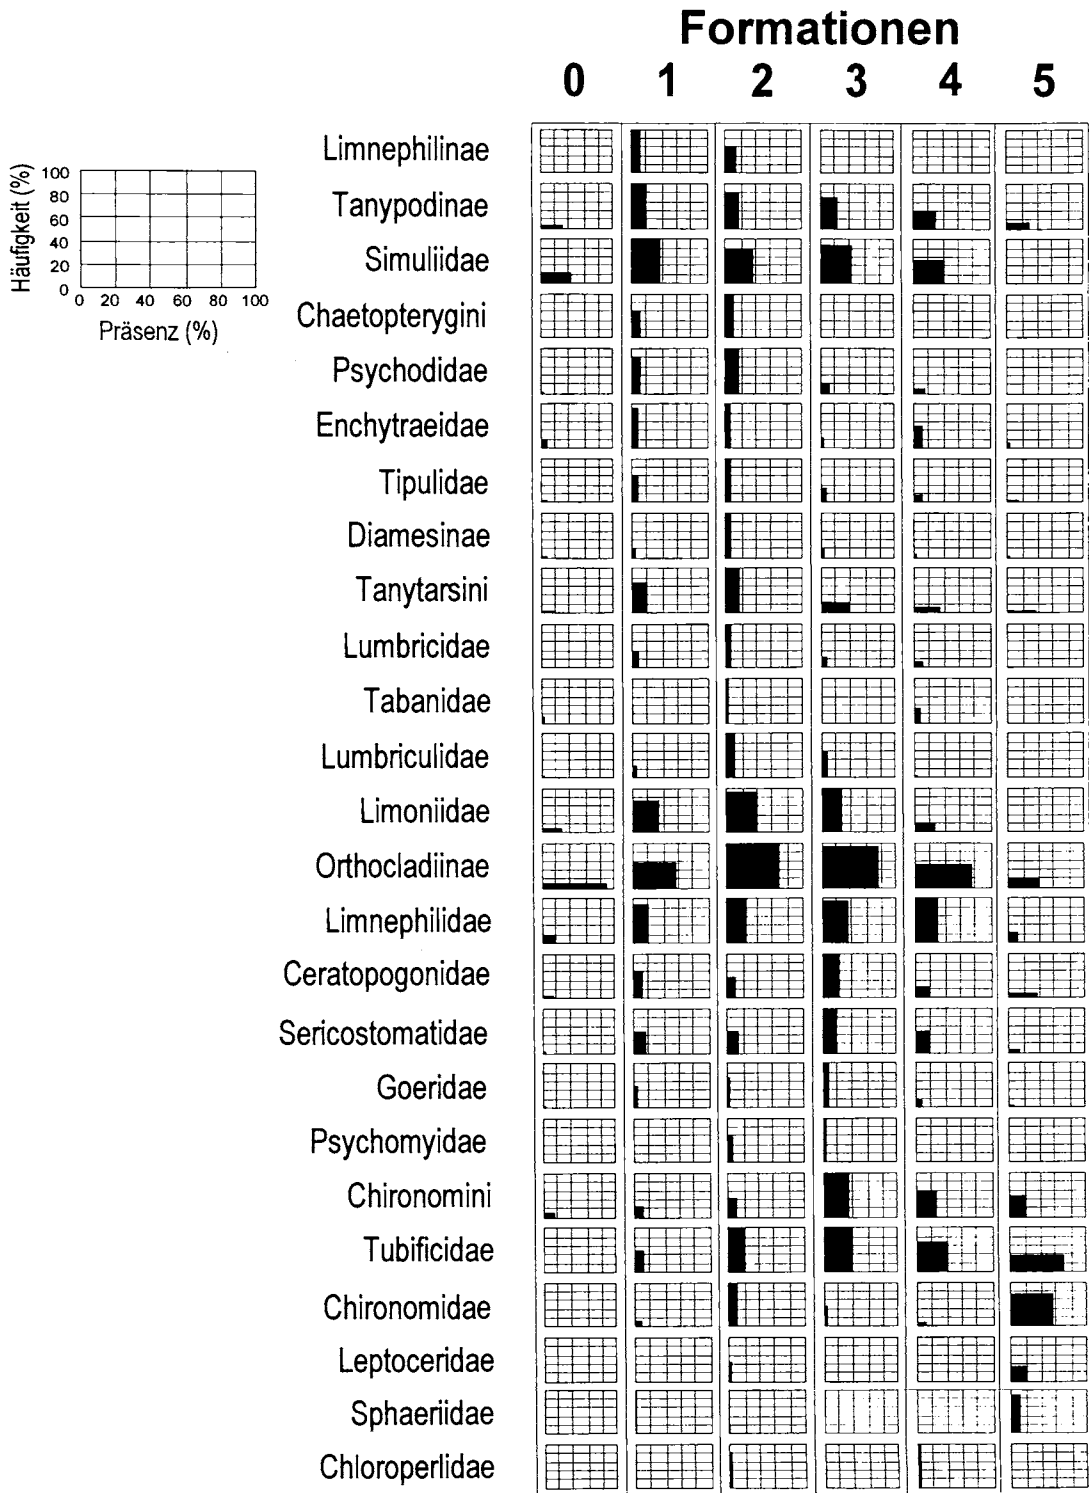 Formationen
0 1 2 3 4 5
Häufigkeit (%)
100
80
60
40
20
0
0 20 40 60 80 100
Präsenz (%)
Limnephilinae
Tanypodinae
Simuliidae
Chaetopterygini
Psychodidae
Enchytraeidae
Tipulidae
Diamesinae
Tanytarsini
Lumbricidae
Tabanidae
Lumbriculidae
Limoniidae
Orthocladiinae
Limnephilidae
Ceratopogonidae
Sericostomatidae
Goeridae
Psychomyidae
Chironomini
Tubificidae
Chironomidae
Leptoceridae
Sphaeriidae
Chloroperlidae